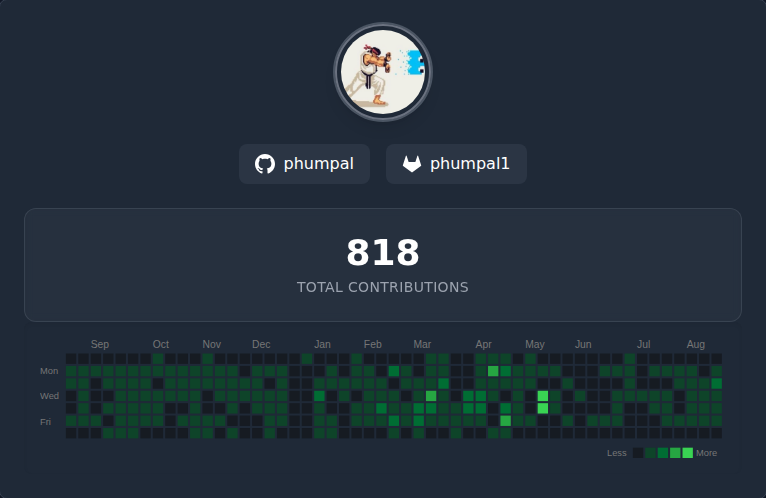 phumpal phumpal1
818
TOTAL CONTRIBUTIONS
Sep Oct Nov Dec Jan Feb Mar Apr May Jun Jul Aug
Mon
Wed
Fri
Less More